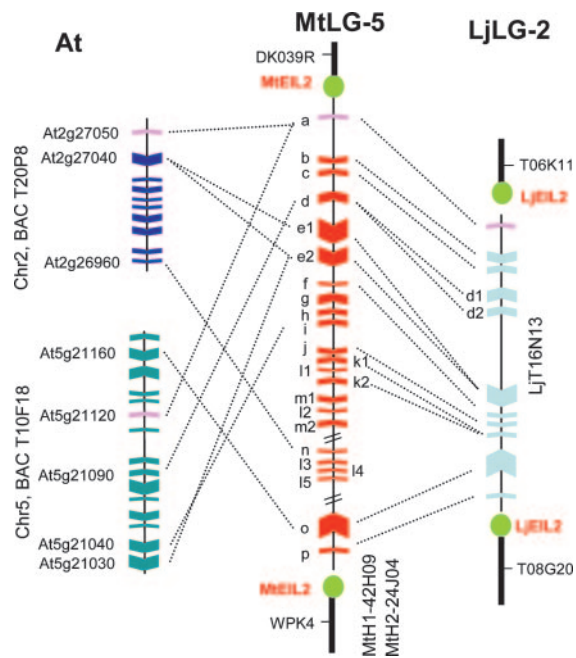 At
MtLG-5
LjLG-2
DK039R
MtEIL2
Chr2, BAC T20P8
At2g27050
At2g27040
At2g26960
Chr5, BAC T10F18
At5g21160
At5g21120
At5g21090
At5g21040
At5g21030
a
b
c
d
e1
e2
f
g
h
i
j
k1
l1
k2
m1
l2
m2
n
l3
l4
l5
o
p
MtEIL2
WPK4
MtH1-42H09
MtH2-24J04
T06K11
LjEIL2
d1
d2
LjT16N13
LjEIL2
T08G20